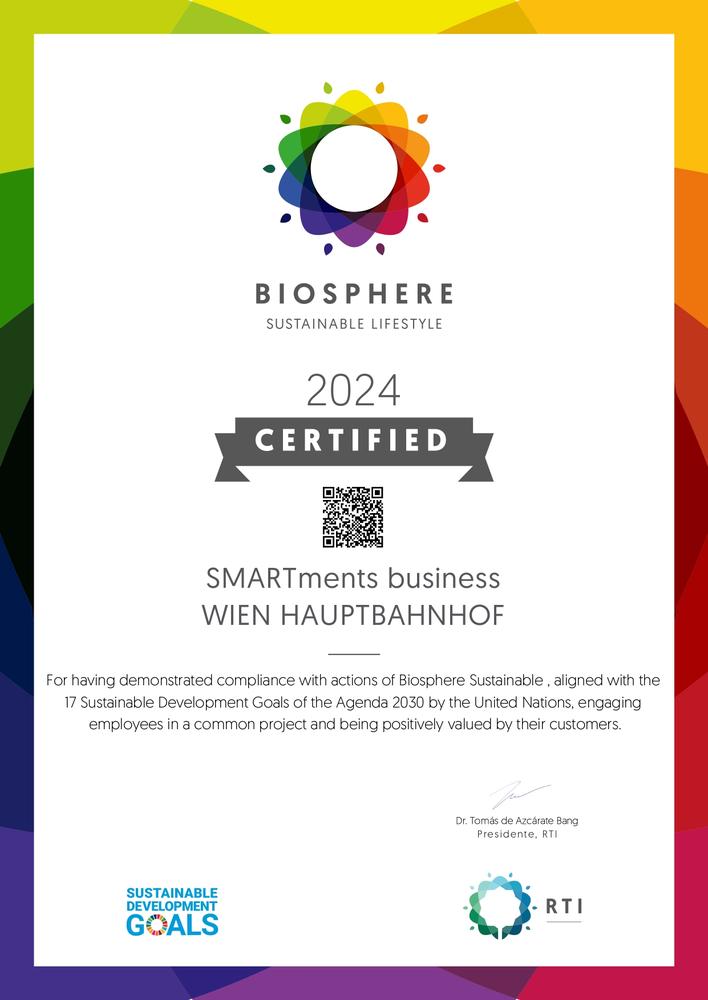 BIOSPHERE
SUSTAINABLE LIFESTYLE
2024
CERTIFIED
SMARTments business
WIEN HAUPTBAHNHOF
For having demonstrated compliance with actions of Biosphere Sustainable , aligned with the
17 Sustainable Development Goals of the Agenda 2030 by the United Nations, engaging
employees in a common project and being positively valued by their customers.
Dr. Tomás de Azcárate Bang
Presidente, RTI
SUSTAINABLE
DEVELOPMENT
GOALS
RTI